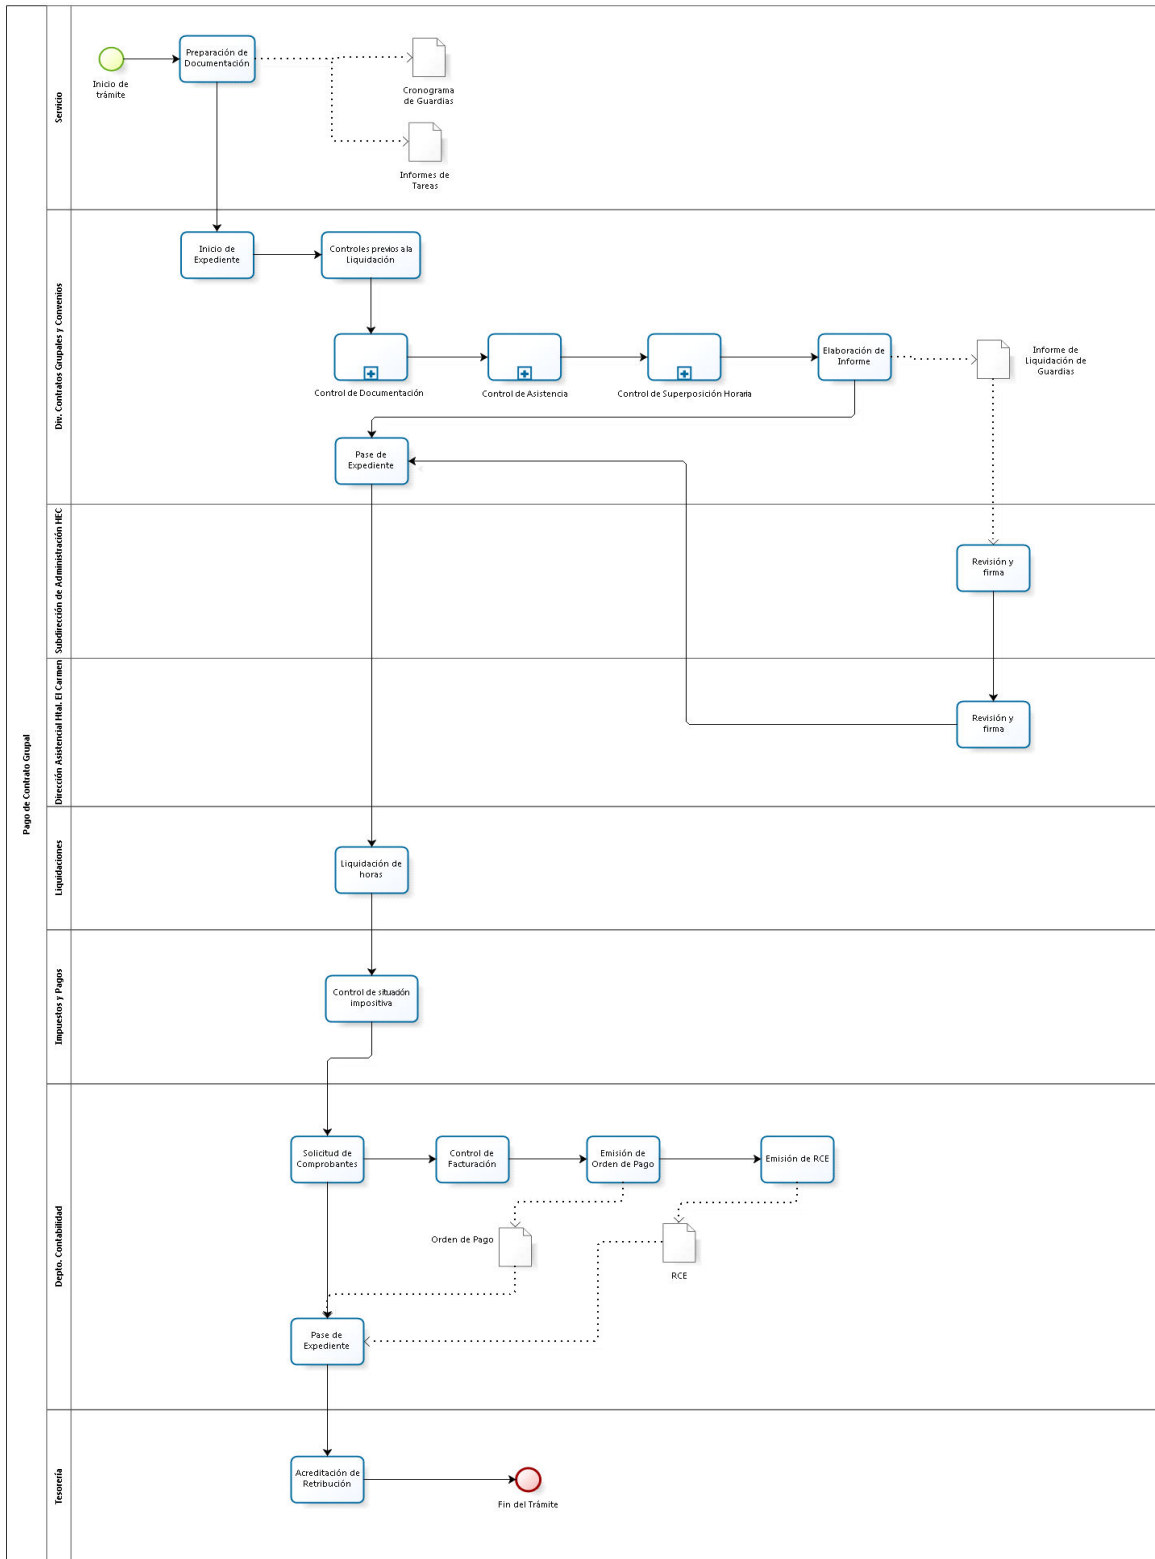 Pago de Contrato Grupal
Servicio
Inicio de
trámite
Preparación de
Documentación
Cronograma
de Guardias
Informes de
Tareas
Div. Contratos Grupales y Convenios
Inicio de
Expediente
Controles previos a la
Liquidación
Control de Documentación
Control de Asistencia
Control de Superposición Horaria
Elaboración de
Informe
Informe de
Liquidación de
Guardias
Pase de
Expediente
Subdirección de Administración HEC
Revisión y
firma
Dirección Asistencial Htal. El Carmen
Revisión y
firma
Liquidaciones
Liquidación de
horas
Impuestos y Pagos
Control de situación
impositiva
Depto. Contabilidad
Solicitud de
Comprobantes
Control de
Facturación
Emisión de
Orden de Pago
Emisión de RCE
Orden de Pago
RCE
Pase de
Expediente
Tesorería
Acreditación de
Retribución
Fin del Trámite